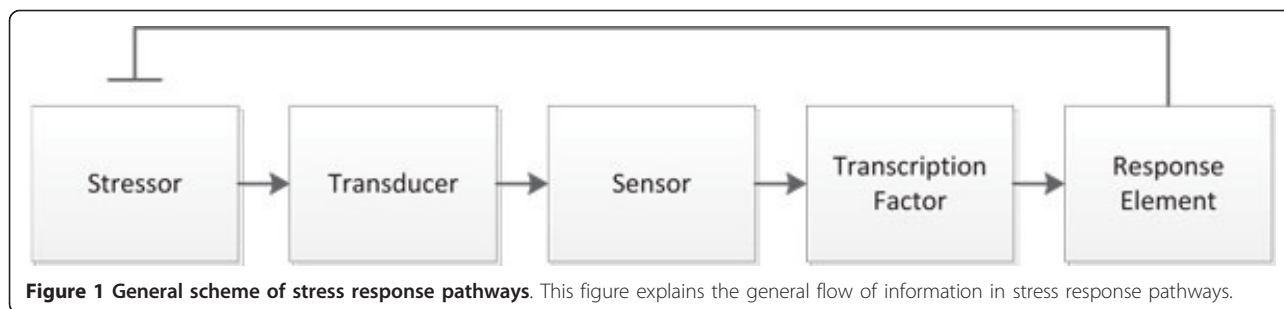 Stressor
Transducer
Sensor
Transcription
Factor
Response
Element
Figure 1 General scheme of stress response pathways. This figure explains the general flow of information in stress response pathways.